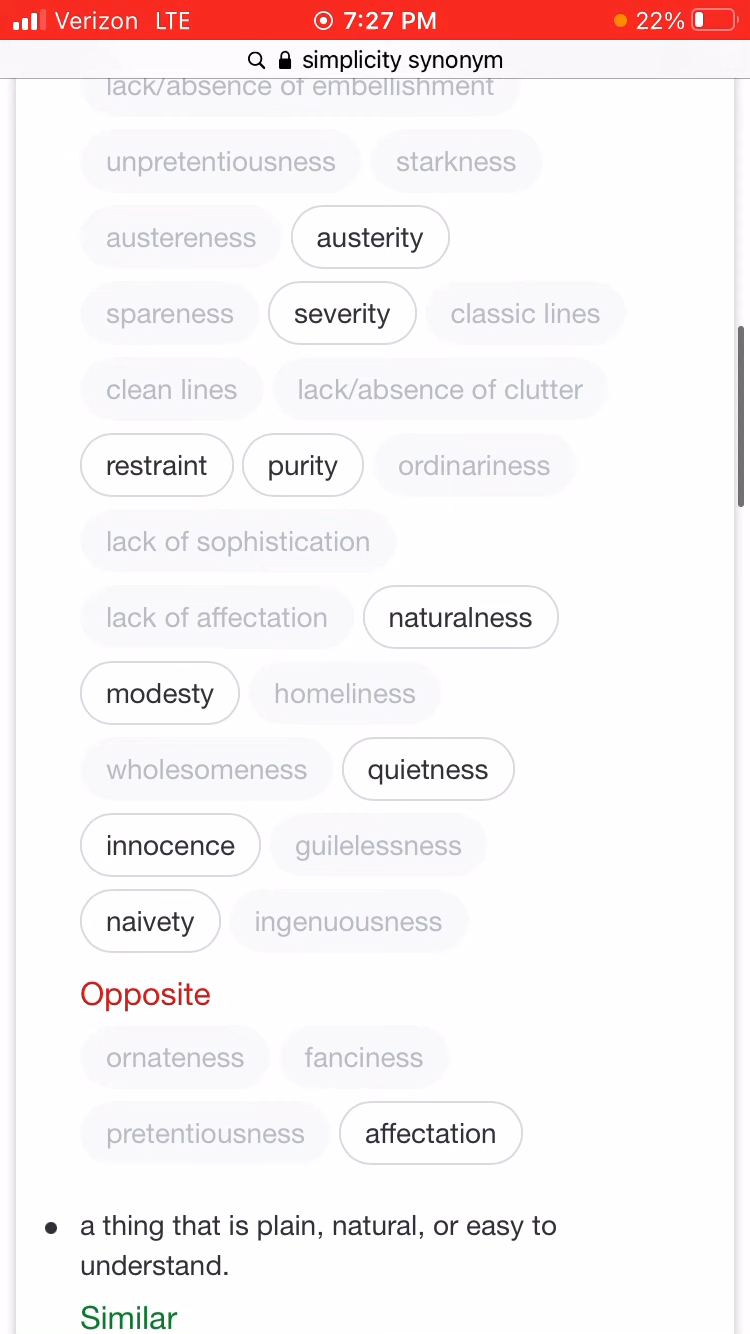 Verizon LTE 7:27 PM 22%
simplicity synonym
lack/absence of embellishment
unpretentiousness starkness
austereness austerity
spareness severity classic lines
clean lines lack/absence of clutter
restraint purity ordinariness
lack of sophistication
lack of affectation naturalness
modesty homeliness
wholesomeness quietness
innocence guilelessness
naivety ingenuousness
Opposite
ornateness fanciness
pretentiousness affectation
• a thing that is plain, natural, or easy to
understand.
Similar